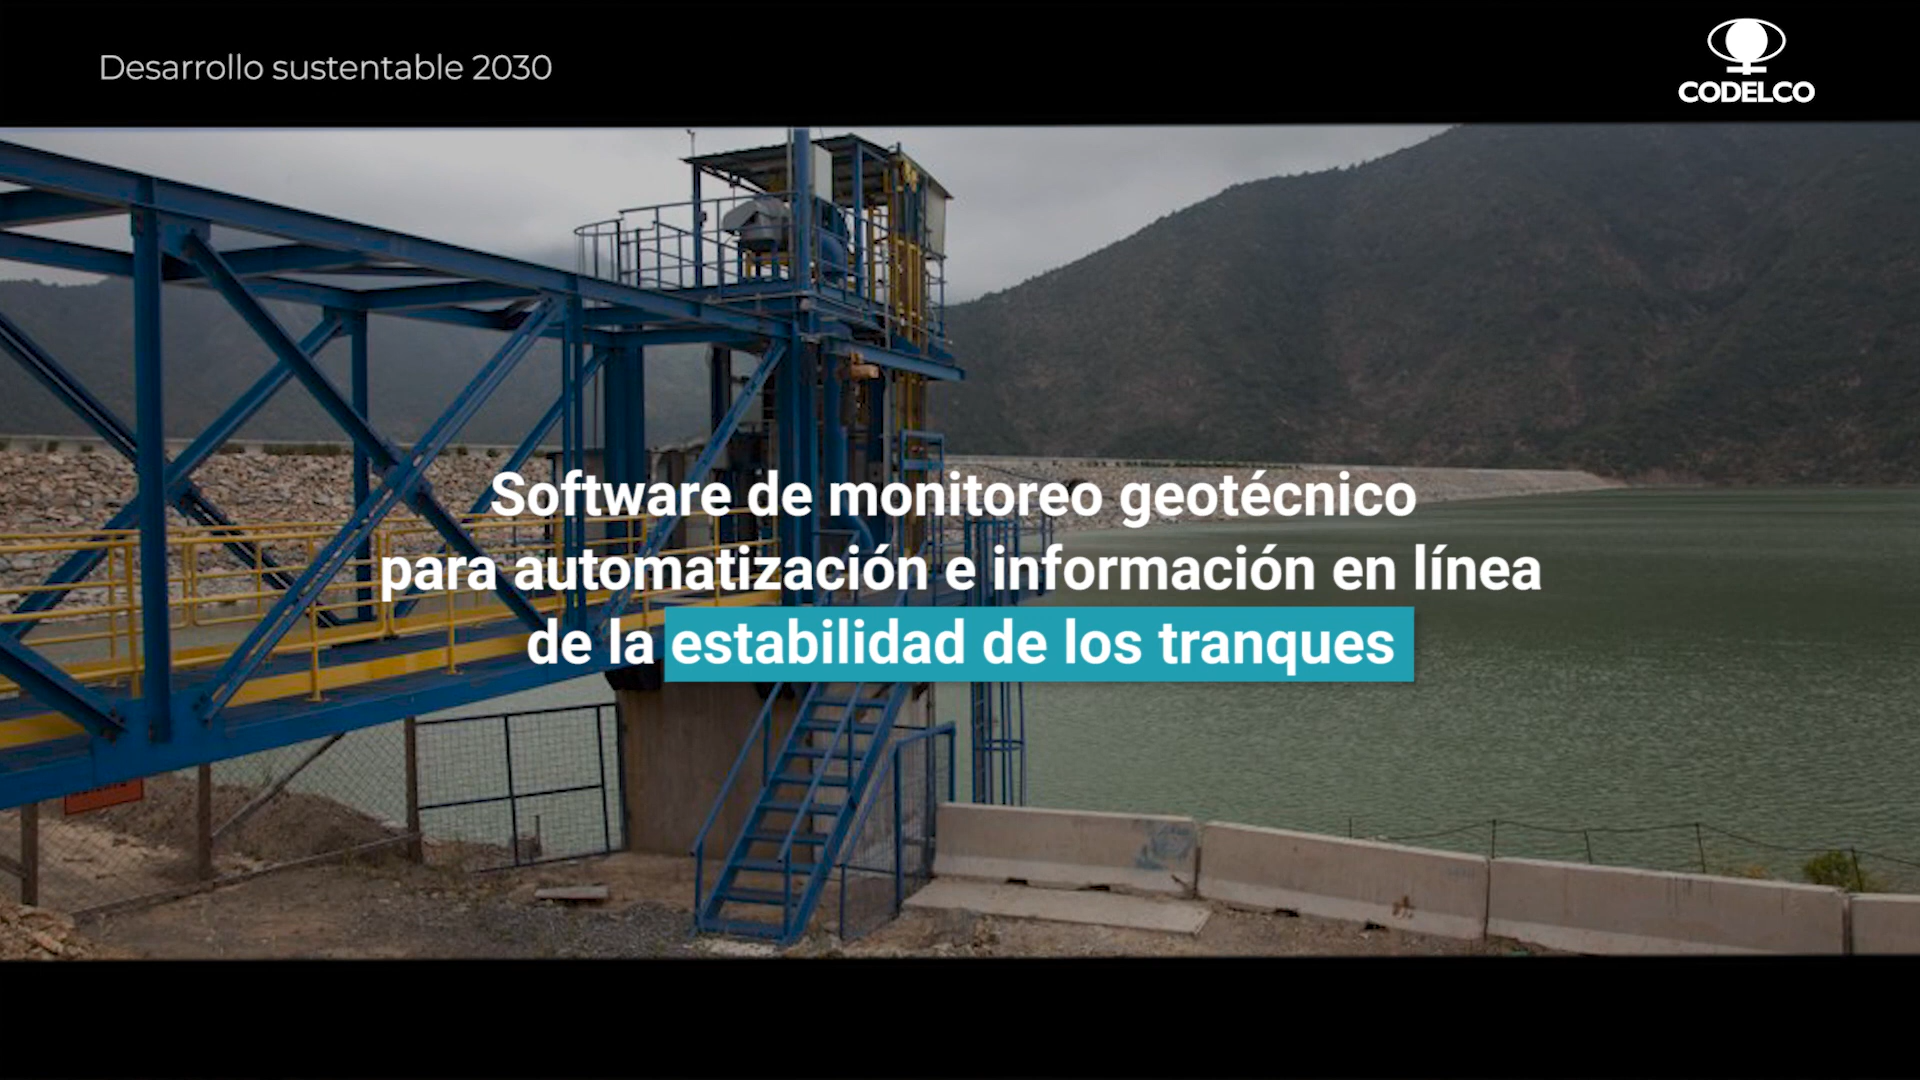 Desarrollo sustentable 2030
CODELCO
Software de monitoreo geotécnico
para automatización e información en línea
de la estabilidad de los tranques